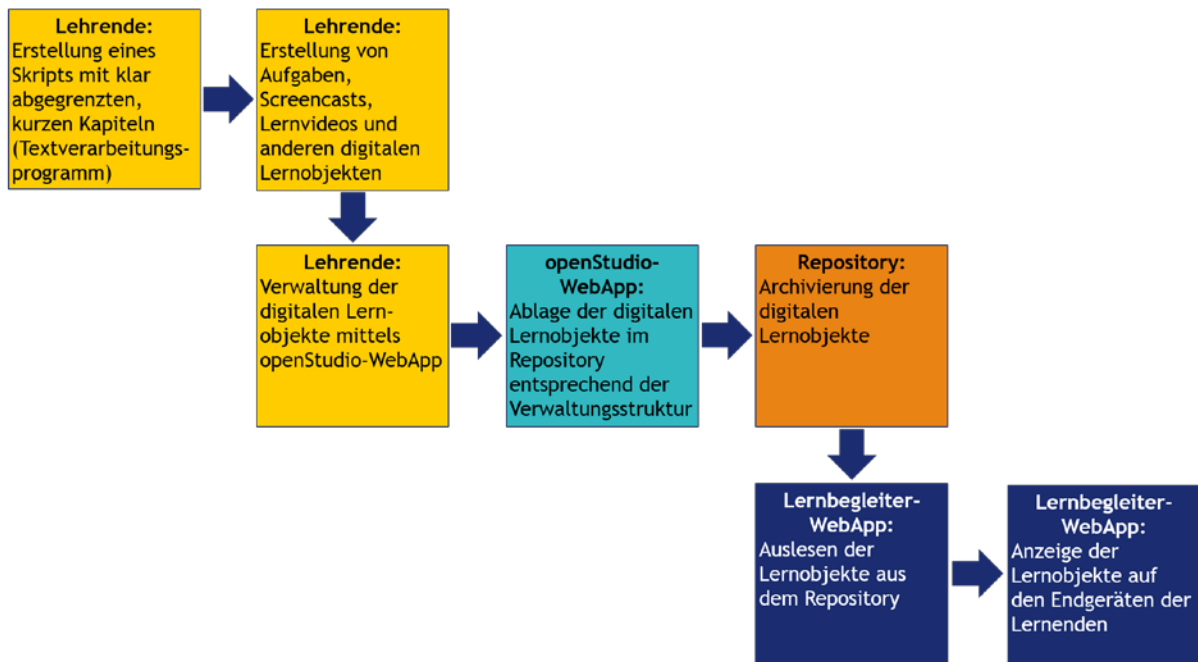 Lehrende:
Erstellung eines
Skripts mit klar
abgegrenzten,
kurzen Kapiteln
(Textverarbeitungs-
programm)
Lehrende:
Erstellung von
Aufgaben,
Screencasts,
Lernvideos und
anderen digitalen
Lernobjekten
Lehrende:
Verwaltung der
digitalen Lern-
objekte mittels
openStudio-WebApp
openStudio-
WebApp:
Ablage der digitalen
Lernobjekte im
Repository
entsprechend der
Verwaltungsstruktur
Repository:
Archivierung der
digitalen
Lernobjekte
Lernbegleiter-
WebApp:
Auslesen der
Lernobjekte aus
dem Repository
Lernbegleiter-
WebApp:
Anzeige der
Lernobjekte auf
den Endgeräten der
Lernenden